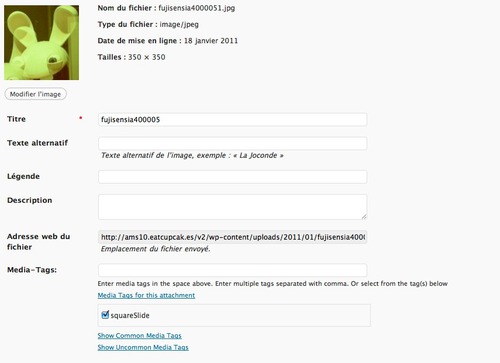 Nom du fichier : fujisensia4000051.jpg
Type du fichier : image/jpeg
Date de mise en ligne : 18 janvier 2011
Tailles : 350 × 350
Modifier l'image
Titre *
fujisensia400005
Texte alternatif
Texte alternatif de l'image, exemple : « La Joconde »
Légende
Description
Adresse web du fichier
http://ams10.eatcupcak.es/v2/wp-content/uploads/2011/01/fujisensia400
Emplacement du fichier envoyé.
Media-Tags:
Enter media tags in the space above. Enter multiple tags separated with comma. Or select from the tag(s) below
Media Tags for this attachment
squareSlide
Show Common Media Tags
Show Uncommon Media Tags